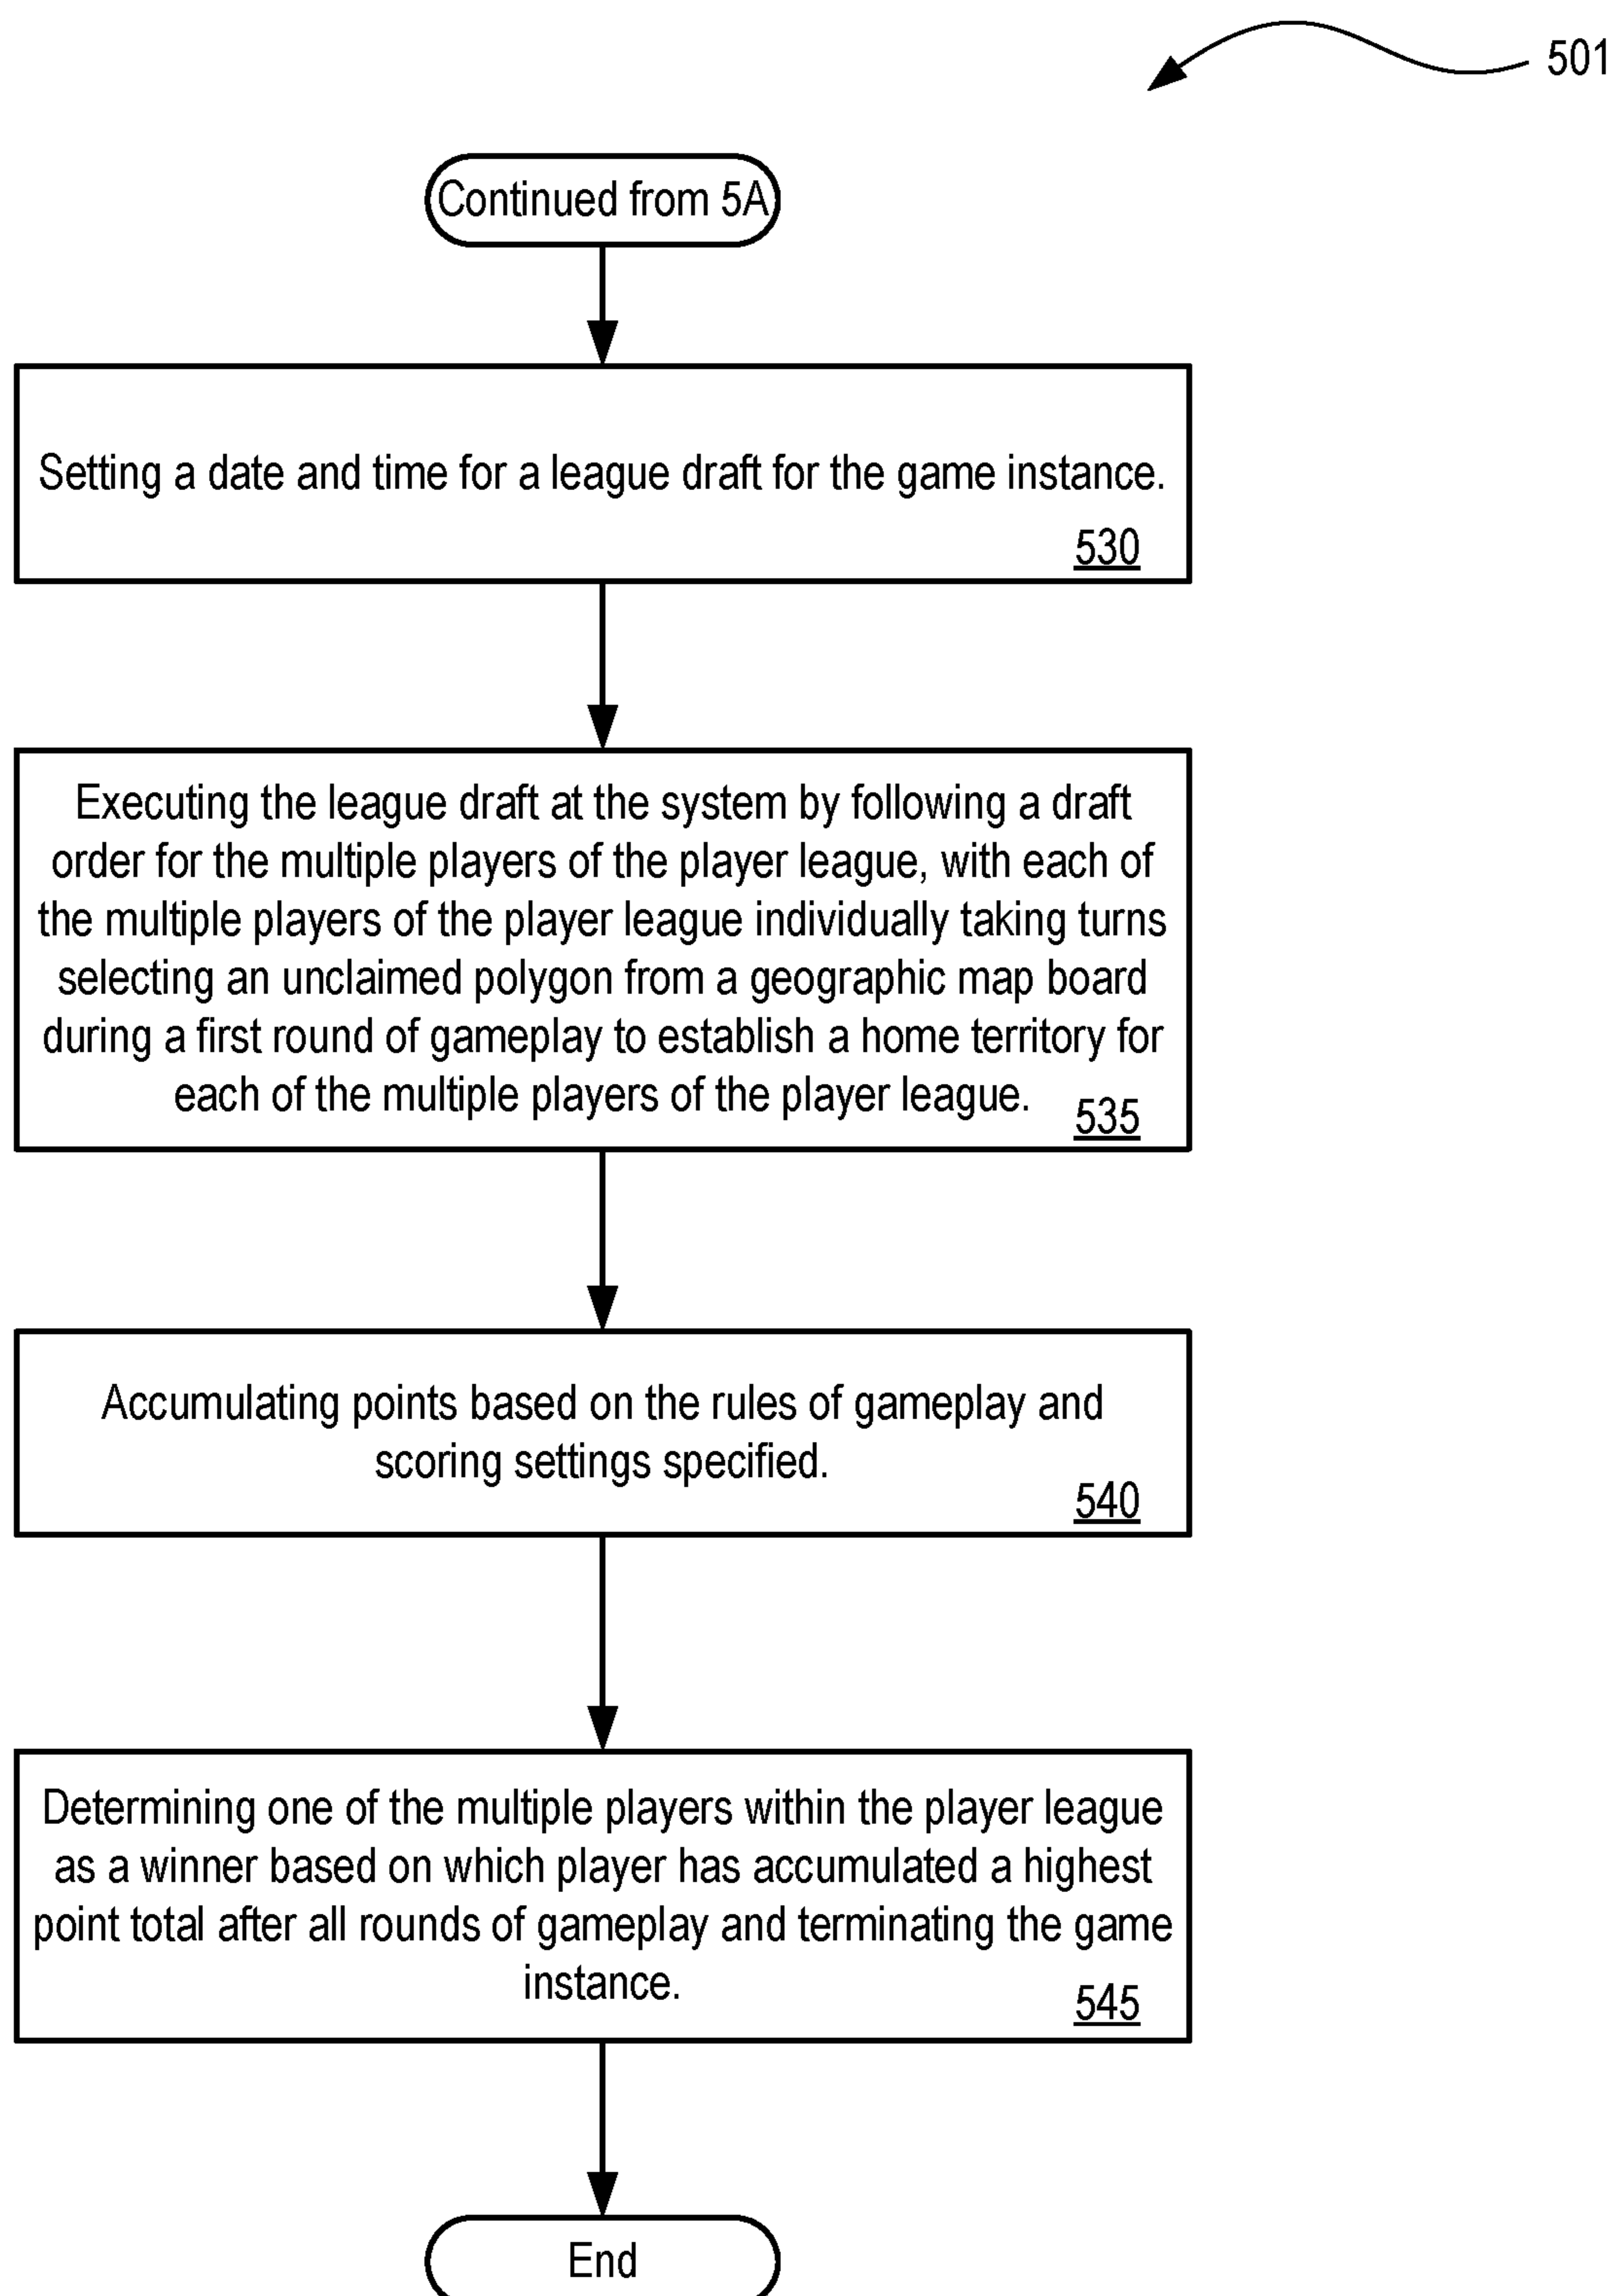 501
Continued from 5A
Setting a date and time for a league draft for the game instance.
530
Executing the league draft at the system by following a draft
order for the multiple players of the player league, with each of
the multiple players of the player league individually taking turns
selecting an unclaimed polygon from a geographic map board
during a first round of gameplay to establish a home territory for
each of the multiple players of the player league.
535
Accumulating points based on the rules of gameplay and
scoring settings specified.
540
Determining one of the multiple players within the player league
as a winner based on which player has accumulated a highest
point total after all rounds of gameplay and terminating the game
instance.
545
End